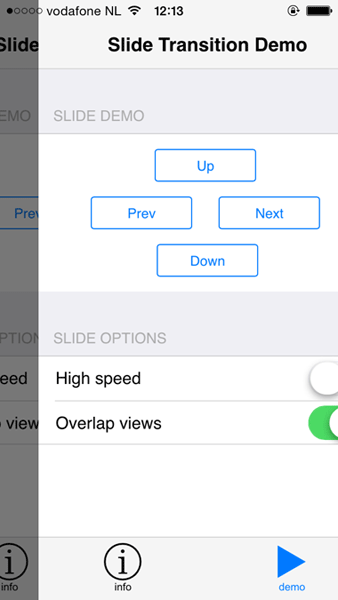 vodafone NL 12:13
Slide Slide Transition Demo
EMO SLIDE DEMO
Up
Prev Prev Next
Down
PTION SLIDE OPTIONS
eed High speed
view Overlap views
info info demo